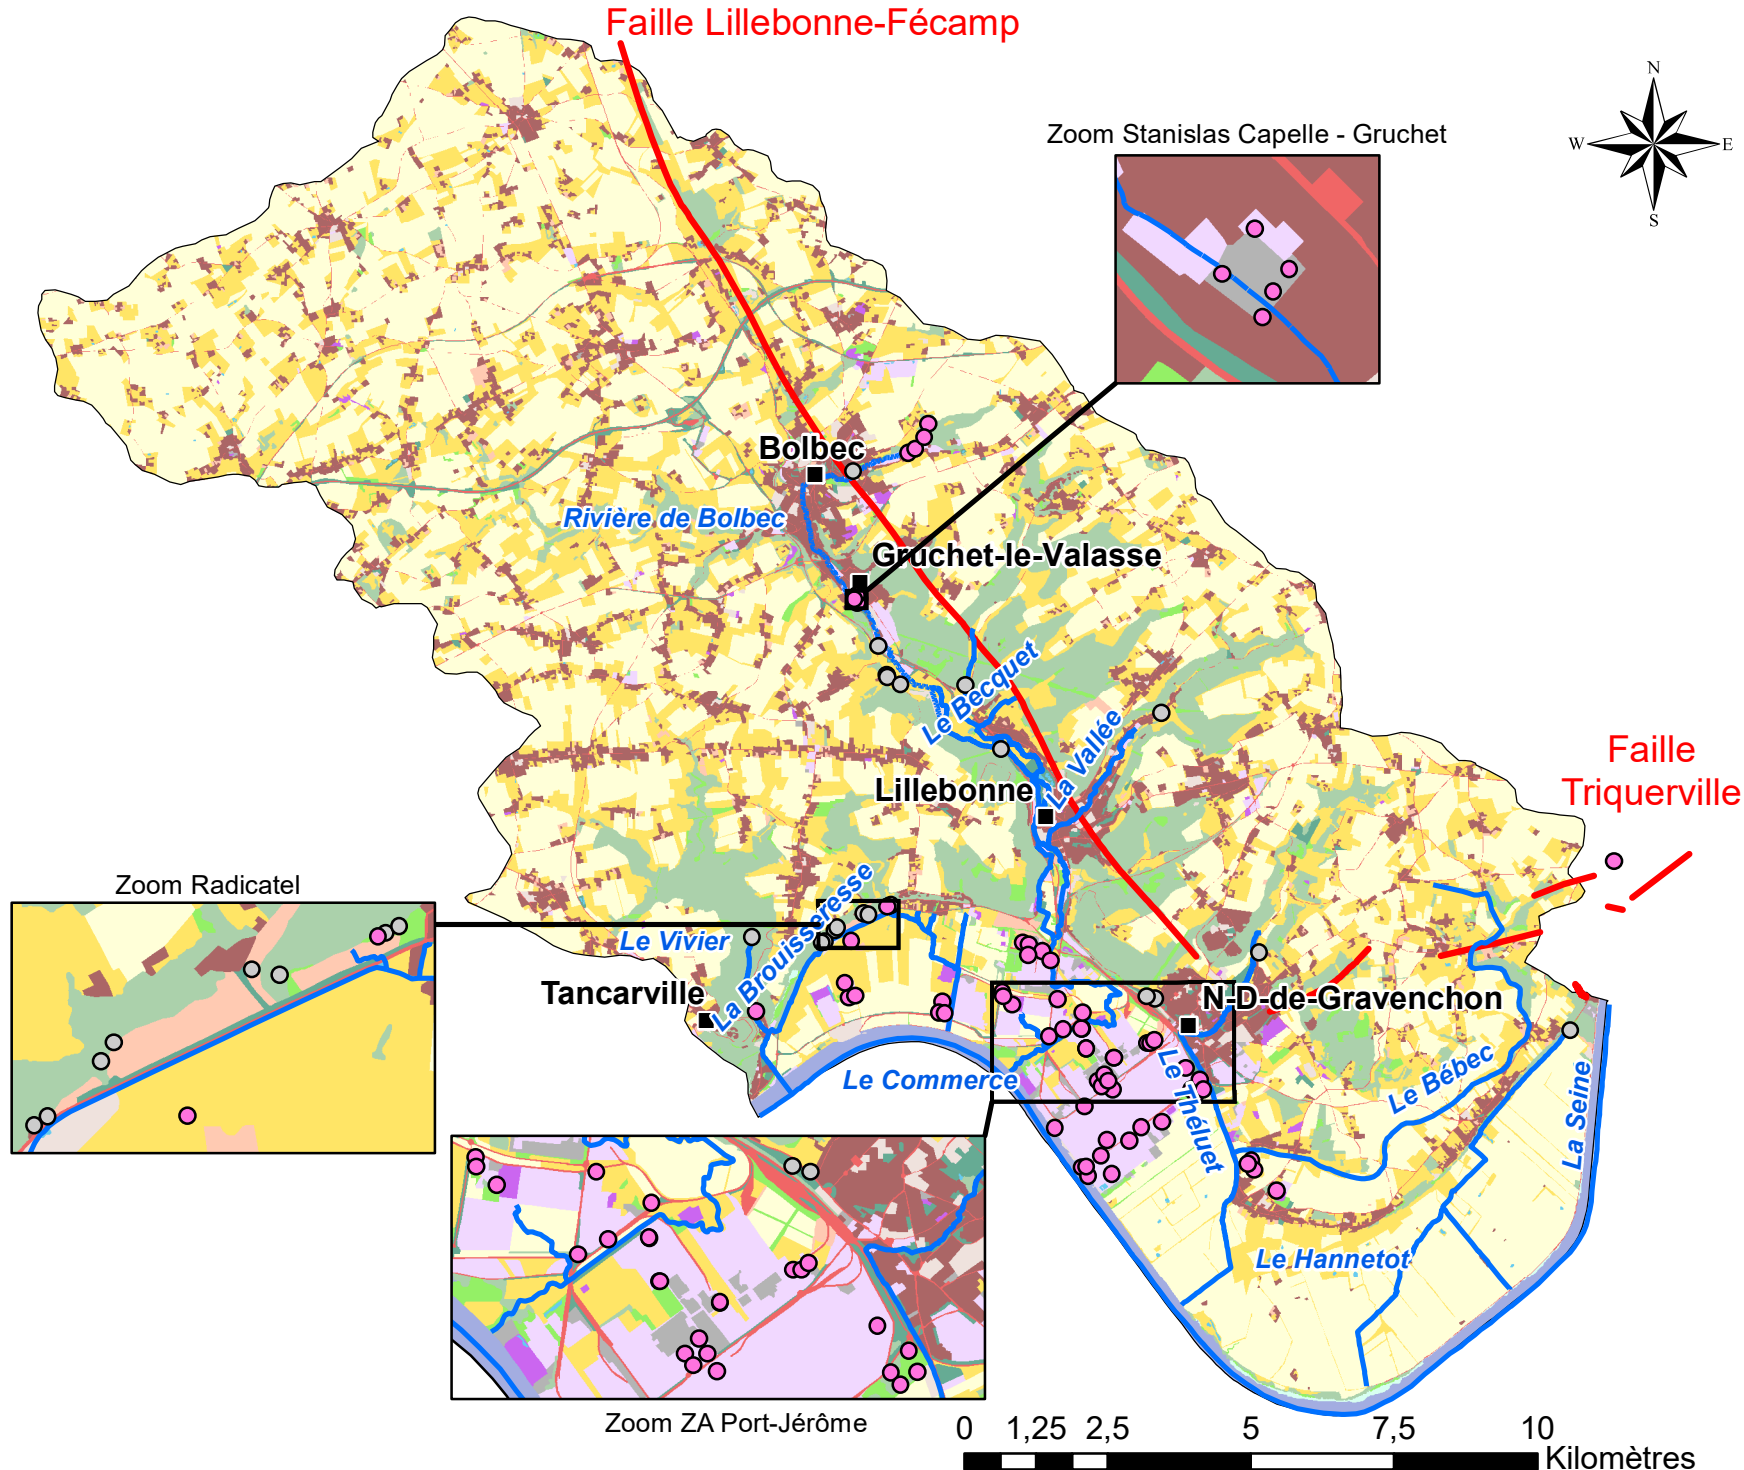 Faille Lillebonne-Fécamp
N
W
E
S
Zoom Stanislas Capelle - Gruchet
Bolbec
Rivière de Bolbec
Gruchet-le-Valasse
Le Becquet
La Vallée
Lillebonne
Faille
Triquerville
Zoom Radicatel
Le Vivier
La Brouisseresse
Tancarville
N-D-de-Gravenchon
Le Commerce
Le Théluet
Le Bébec
La Seine
Le Hannetot
Zoom ZA Port-Jérôme
0 1,25 2,5 5 7,5 10
Kilomètres